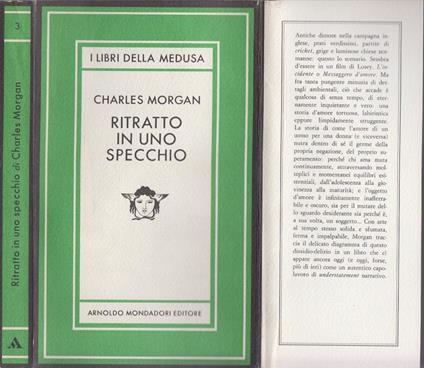 3
Ritratto in uno specchio di Charles Morgan
I LIBRI DELLA MEDUSA
CHARLES MORGAN
RITRATTO
IN UNO
SPECCHIO
ARNOLDO MONDADORI EDITORE
Antiche dimore nella campagna in-
glese, prati verdissimi, partite di
cricket, grige e luminose chiese nor-
manne: questo lo scenario. Sembra
d'essere in un film di Losey, L'in-
cidente o Messaggero d'amore. Ma
fra tanta pungente minuzia di det-
tagli ambientali, ciò che accade è
qualcosa di senza tempo, di eter-
namente inquietante e vero: una
storia d'amore tortuosa, labirintica
eppure limpidamente struggente.
La storia di come l'amore di un
uomo per una donna (e viceversa)
nutra dentro di sé il germe della
propria negazione, del proprio su-
peramento: perché chi ama muta
continuamente, attraversando mol-
teplici e momentanei equilibri esi-
stenziali, dall'adolescenza alla gio-
vinezza alla maturità; e l'oggetto
d'amore è infinitamente inafferra-
bile e oscuro, sia per il mutare del-
lo sguardo desiderante sia perché è,
a sua volta, un soggetto... Con arte
al tempo stesso solida e sfumata,
ferma e impalpabile, Morgan trac-
cia il delicato diagramma di questo
dissidio-delirio in un libro che ci
appare ancora oggi (e oggi, forse,
più di ieri) come un autentico capo-
lavoro di understatement narrativo.